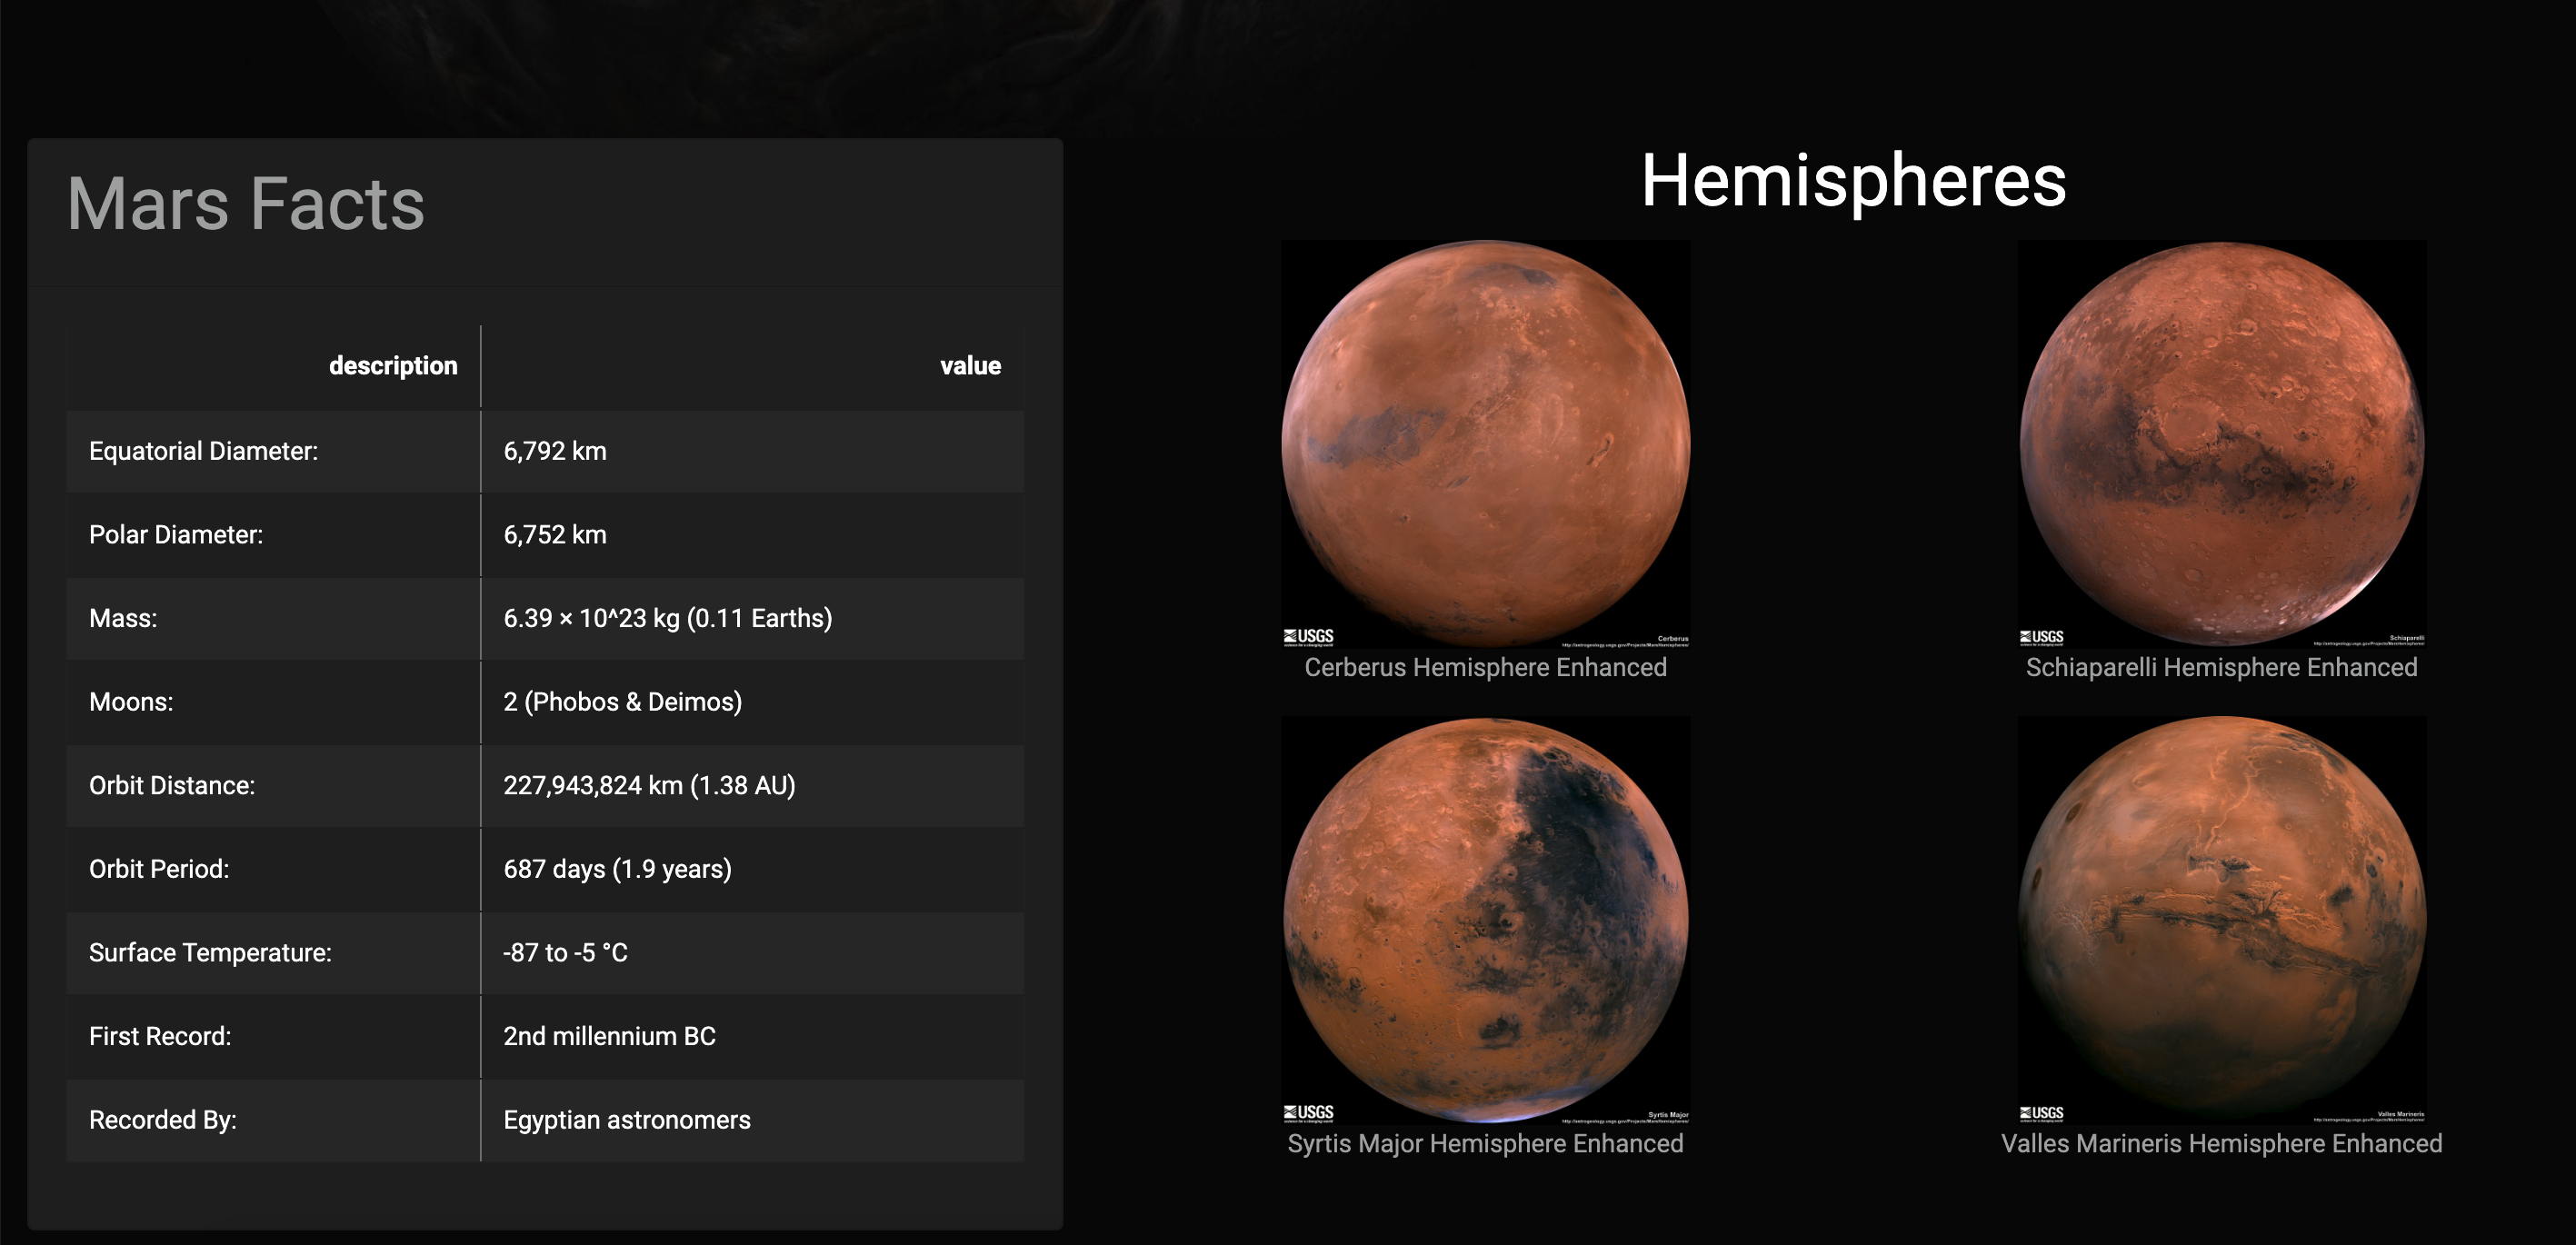 Mars Facts
description value
Equatorial Diameter: 6,792 km
Polar Diameter: 6,752 km
Mass: 6.39 × 10^23 kg (0.11 Earths)
Moons: 2 (Phobos & Deimos)
Orbit Distance: 227,943,824 km (1.38 AU)
Orbit Period: 687 days (1.9 years)
Surface Temperature: -87 to -5 °C
First Record: 2nd millennium BC
Recorded By: Egyptian astronomers
Hemispheres
USGS
Cerberus
Cerberus Hemisphere Enhanced
USGS
Schiaparelli
Schiaparelli Hemisphere Enhanced
USGS
Syrtis Major
Syrtis Major Hemisphere Enhanced
USGS
Valles Marineris
Valles Marineris Hemisphere Enhanced